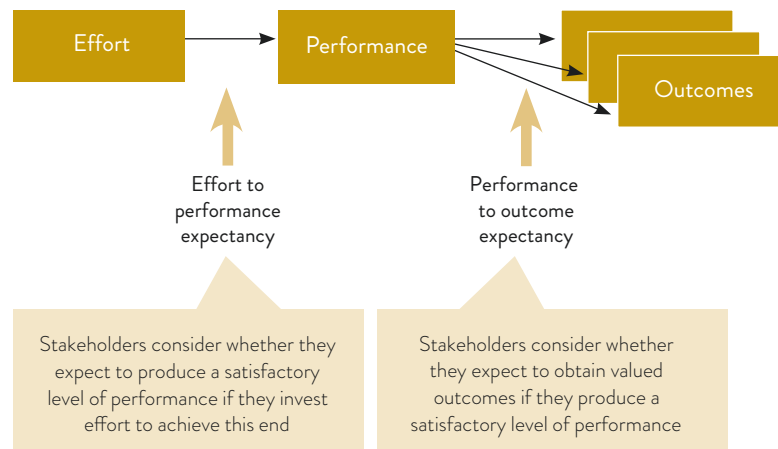 Effort
Performance
Outcomes
Effort to
performance
expectancy
Performance
to outcome
expectancy
Stakeholders consider whether they
expect to produce a satisfactory
level of performance if they invest
effort to achieve this end
Stakeholders consider whether
they expect to obtain valued
outcomes if they produce a
satisfactory level of performance